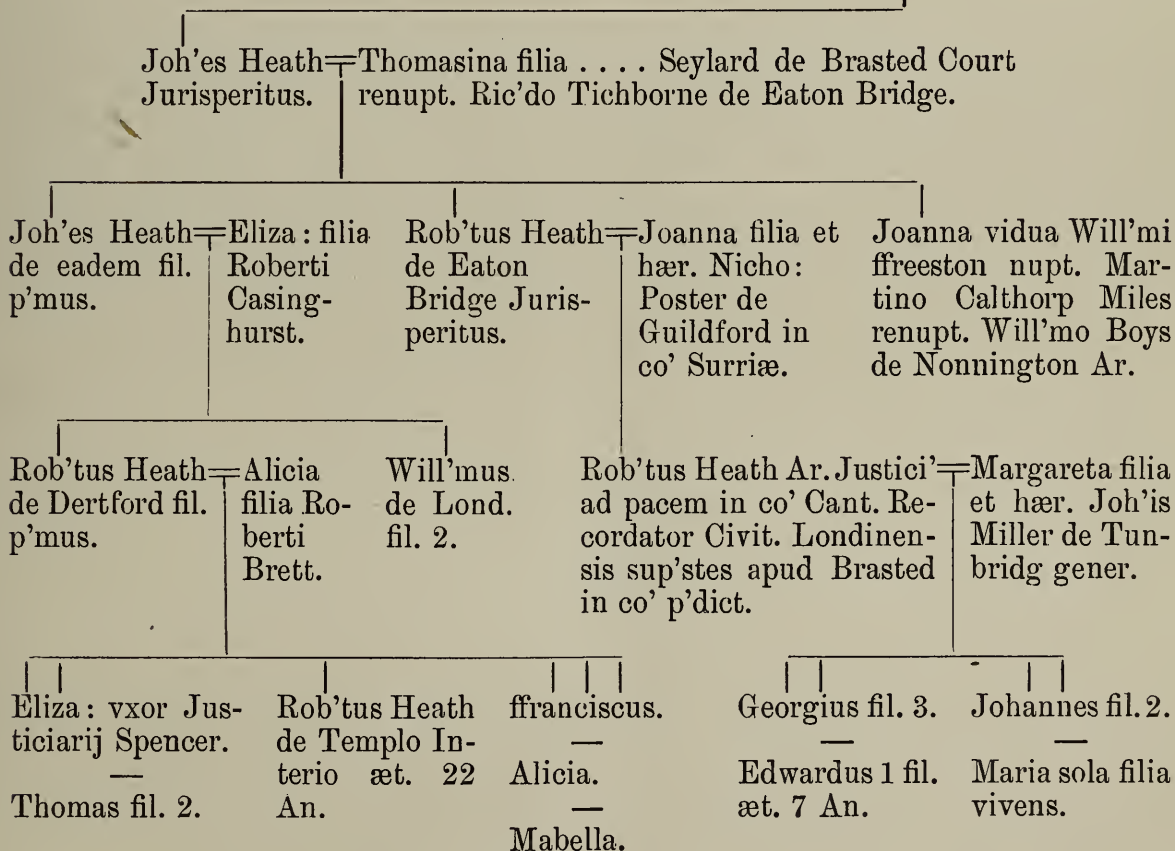 Joh'es Heath Thomasina filia . . . . Seylard de Brasted Court
Jurisperitus. renupt. Ric'do Tichborne de Eaton Bridge.
Joh'es Heath
de eadem fil.
p'mus.
Eliza : filia
Roberti
Casing-
hurst.
Rob'tus Heath
de Eaton
Bridge Juris-
peritus.
Joanna filia et
hær. Nicho :
Poster de
Guildford in
co' Surriæ.
Joanna vidua Will'mi
ffreeston nupt. Mar-
tino Calthorp Miles
renupt. Will'mo Boys
de Nonnington Ar.
Rob'tus Heath
de Dertford fil.
p'mus.
Alicia
filia Ro-
berti
Brett.
Will'mus
de Lond.
fil. 2.
Rob'tus Heath Ar. Justici'
ad pacem in co' Cant. Re-
cordator Civit. Londinen-
sis sup'stes apud Brasted
in co' p'dict.
Margareta filia
et hær. Joh'is
Miller de Tun-
bridg gener.
Eliza : vxor Jus-
ticiarij Spencer.
—
Thomas fil. 2.
Rob'tus Heath
de Templo In-
terio æt. 22
An.
ffranciscus.
—
Alicia.
—
Mabella.
Georgius fil. 3.
—
Edwardus 1 fil.
æt. 7 An.
Johannes fil. 2.
—
Maria sola filia
vivens.